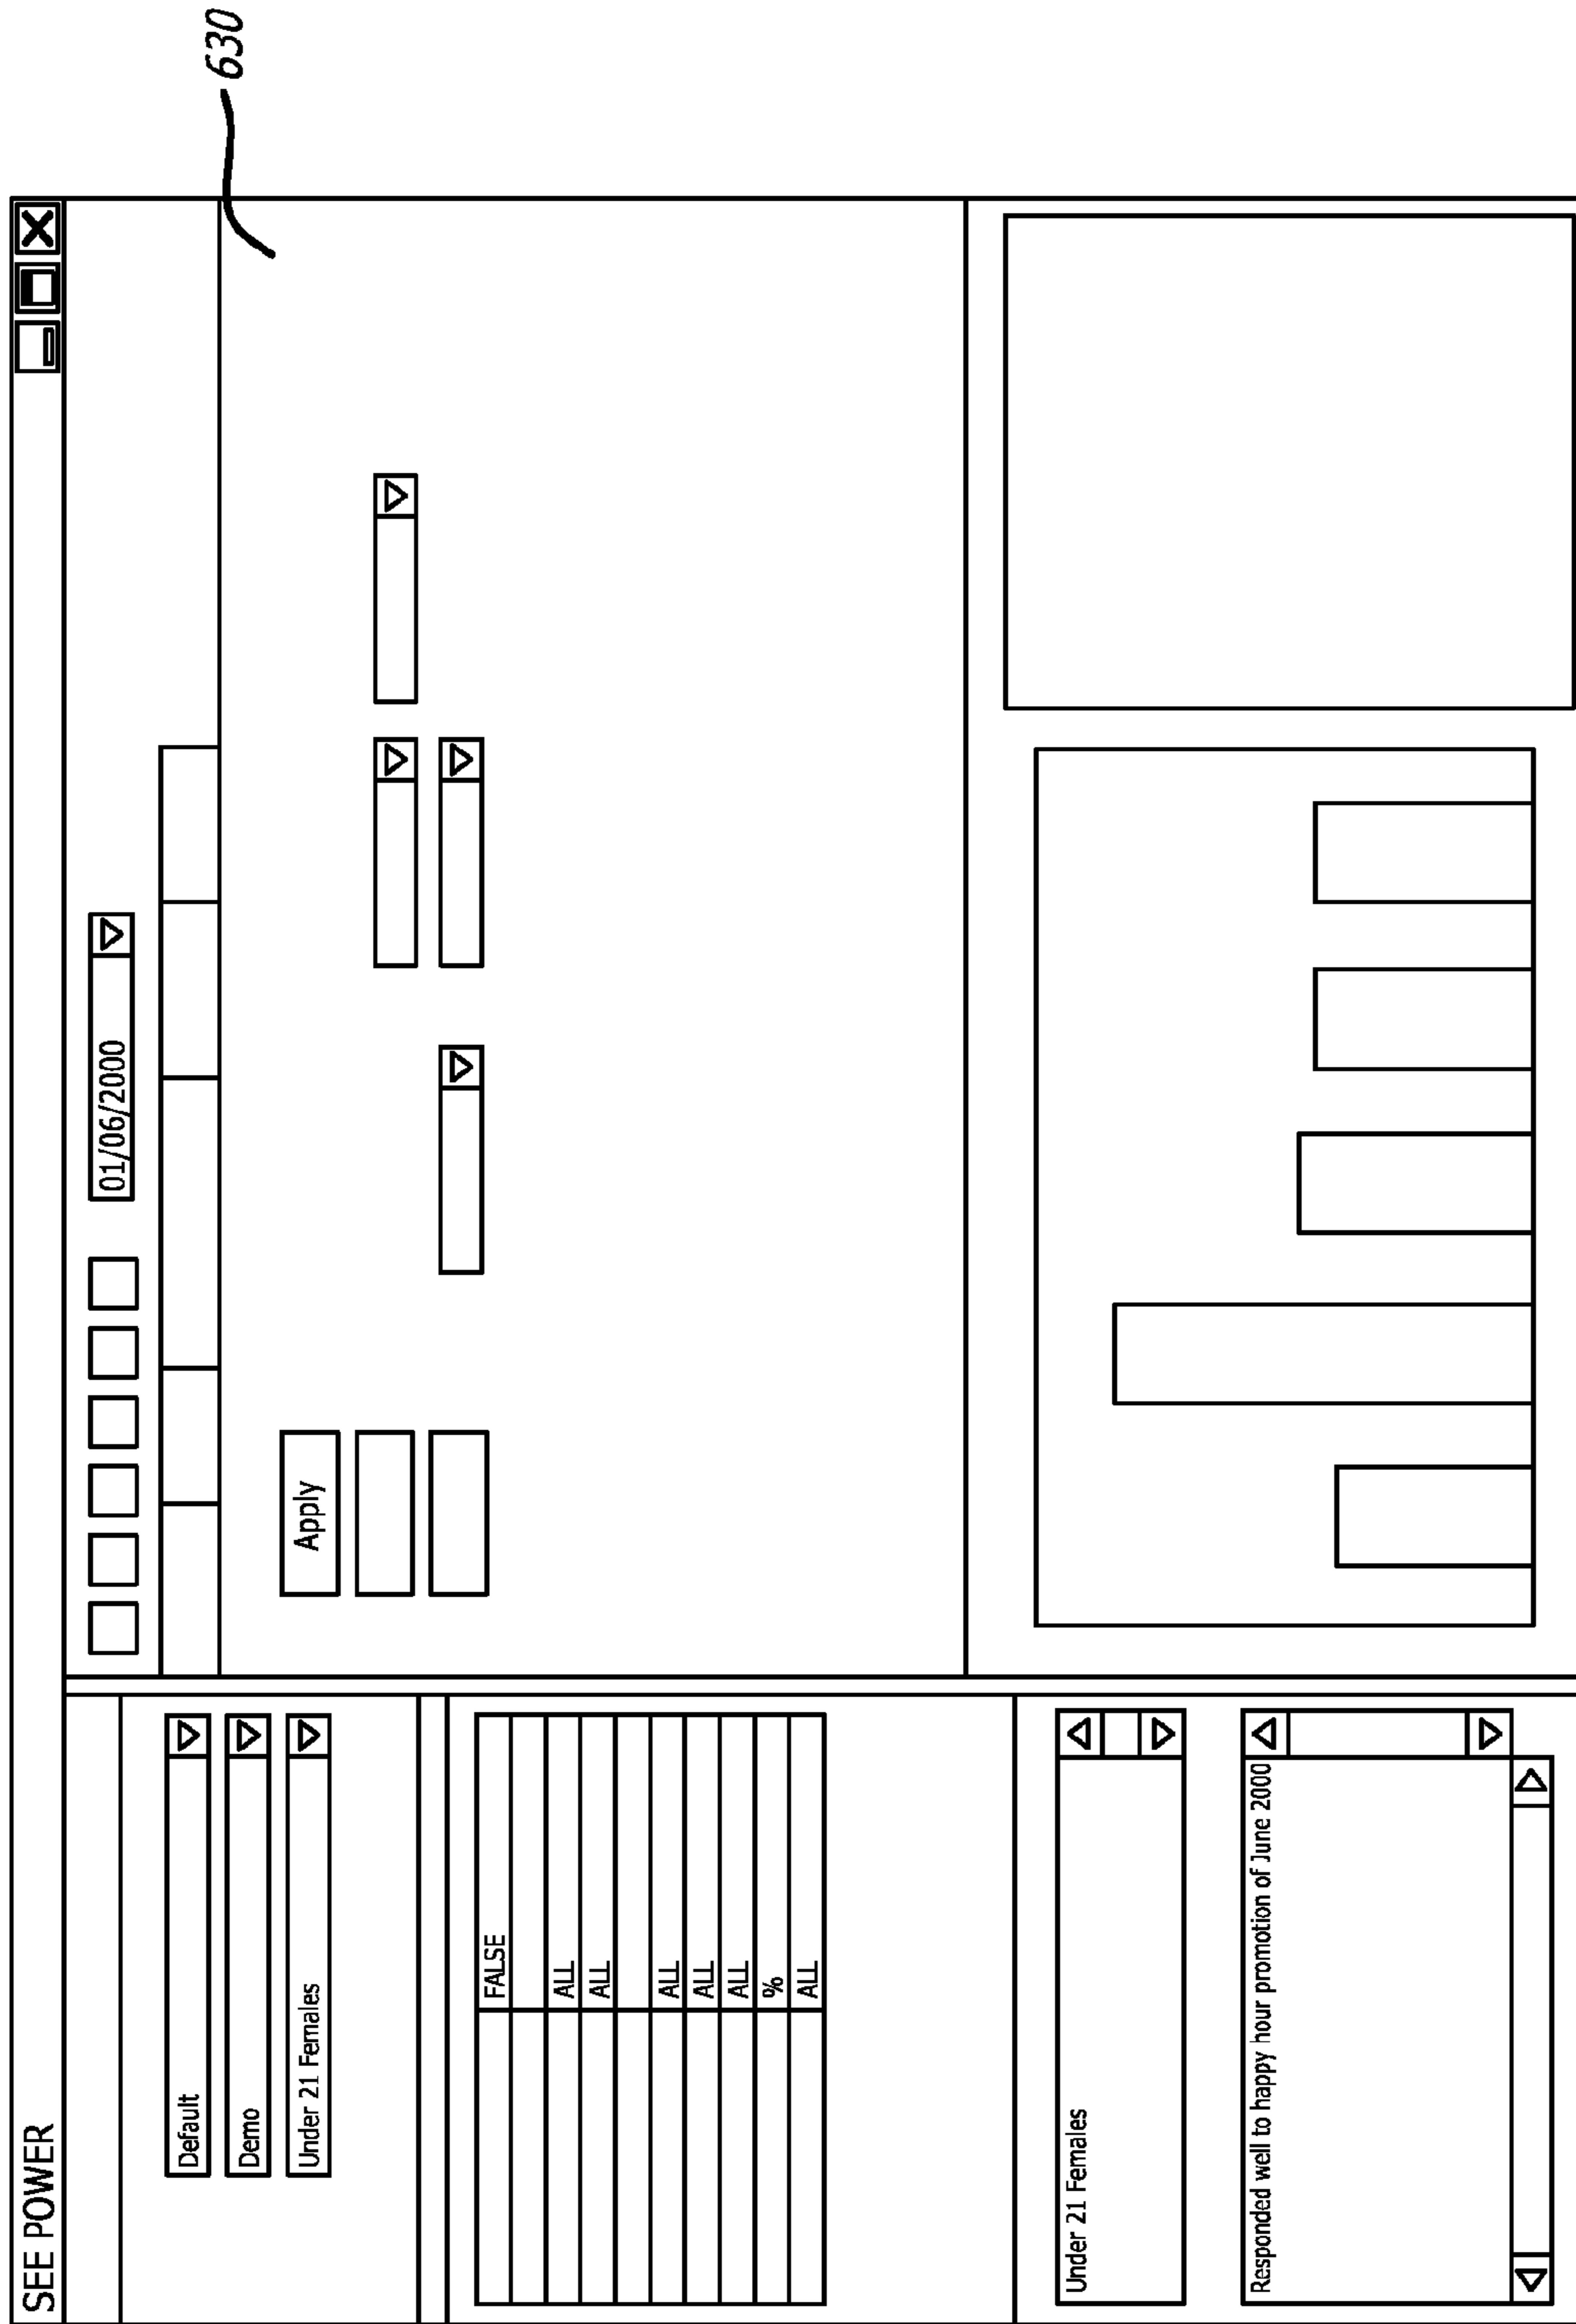 SEE POWER
630
01/06/2000
Default
Demo
Under 21 Females
Apply
FALSE
ALL
ALL
ALL
ALL
ALL
%
ALL
Under 21 Females
Responded well to happy hour promotion of June 2000